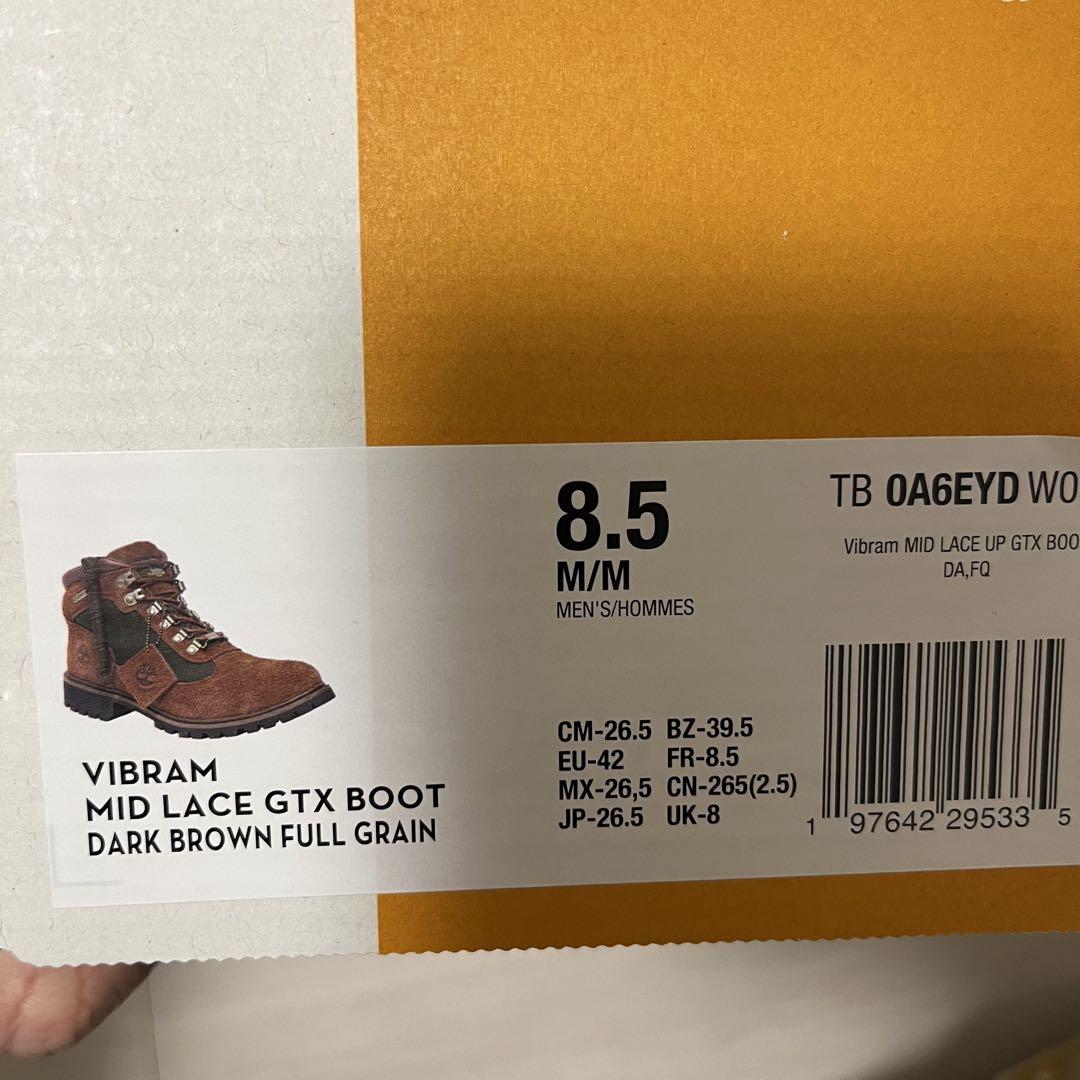 VIBRAM
MID LACE GTX BOOT
DARK BROWN FULL GRAIN
8.5
M/M
MEN'S/HOMMES
CM-26.5 BZ-39.5
EU-42 FR-8.5
MX-26,5 CN-265(2.5)
JP-26.5 UK-8
TB 0A6EYD WO
Vibram MID LACE UP GTX BOO
DA,FQ
1 97642 29533 5